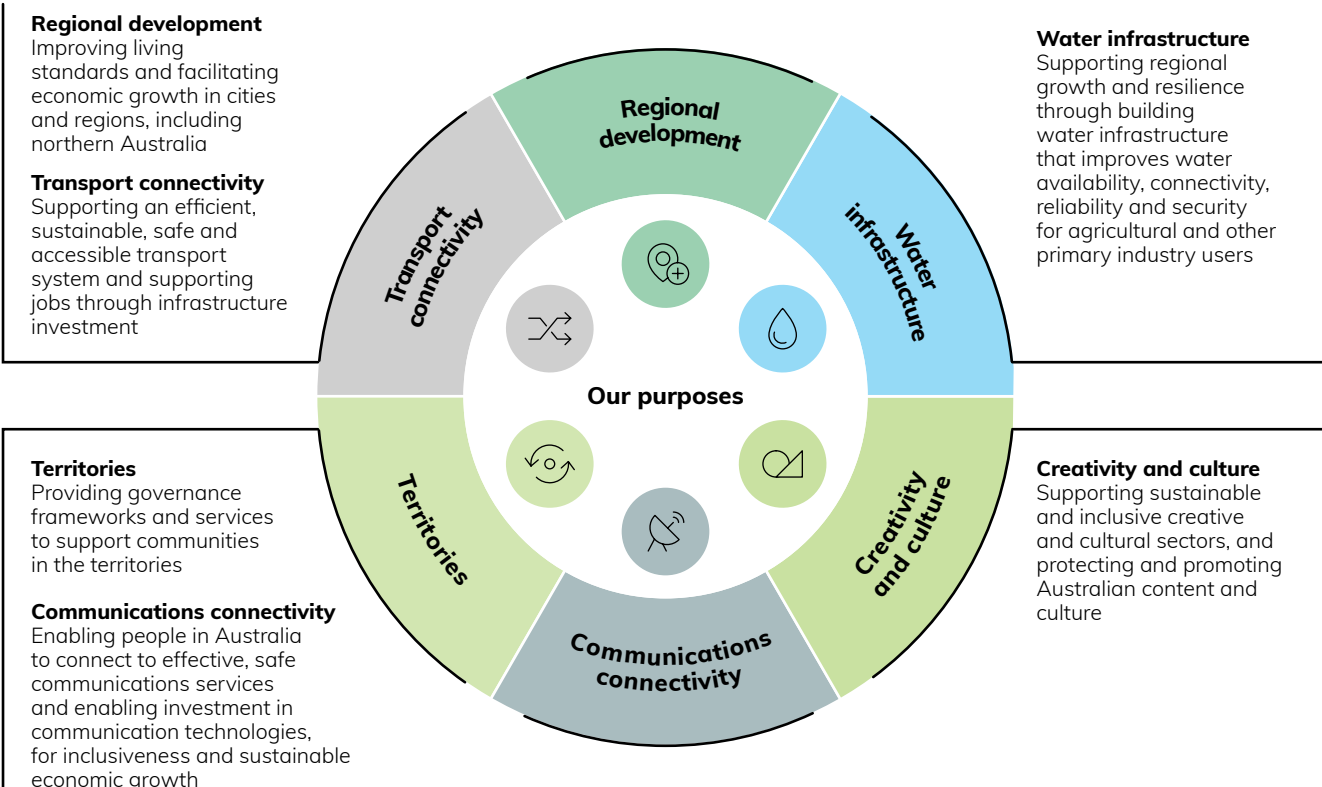 Regional development
Improving living
standards and facilitating
economic growth in cities
and regions, including
northern Australia
Transport connectivity
Supporting an efficient,
sustainable, safe and
accessible transport
system and supporting
jobs through infrastructure
investment
Territories
Providing governance
frameworks and services
to support communities
in the territories
Communications connectivity
Enabling people in Australia
to connect to effective, safe
communications services
and enabling investment in
communication technologies,
for inclusiveness and sustainable
economic growth
Regional
development
Water
infrastructure
Creativity
and culture
Communications
connectivity
Territories
Transport
connectivity
Our purposes
Water infrastructure
Supporting regional
growth and resilience
through building
water infrastructure
that improves water
availability, connectivity,
reliability and security
for agricultural and other
primary industry users
Creativity and culture
Supporting sustainable
and inclusive creative
and cultural sectors, and
protecting and promoting
Australian content and
culture